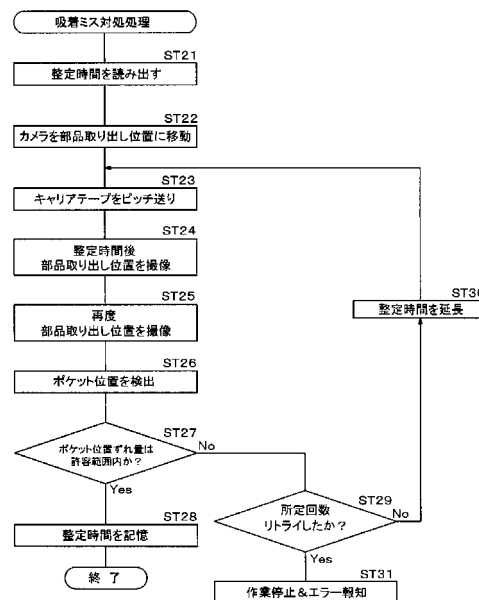 吸着ミス対処処理
ST21
整定時間を読み出す
ST22
カメラを部品取り出し位置に移動
ST23
キャリアテープをピッチ送り
ST24
整定時間後
部品取り出し位置を撮像
ST25
再度
部品取り出し位置を撮像
ST26
ポケット位置を検出
ST27
ポケット位置ずれ量は
許容範囲内か?
No
Yes
ST28
整定時間を記憶
終了
ST29
所定回数
リトライしたか?
No
Yes
ST30
整定時間を延長
ST31
作業停止&エラー報知